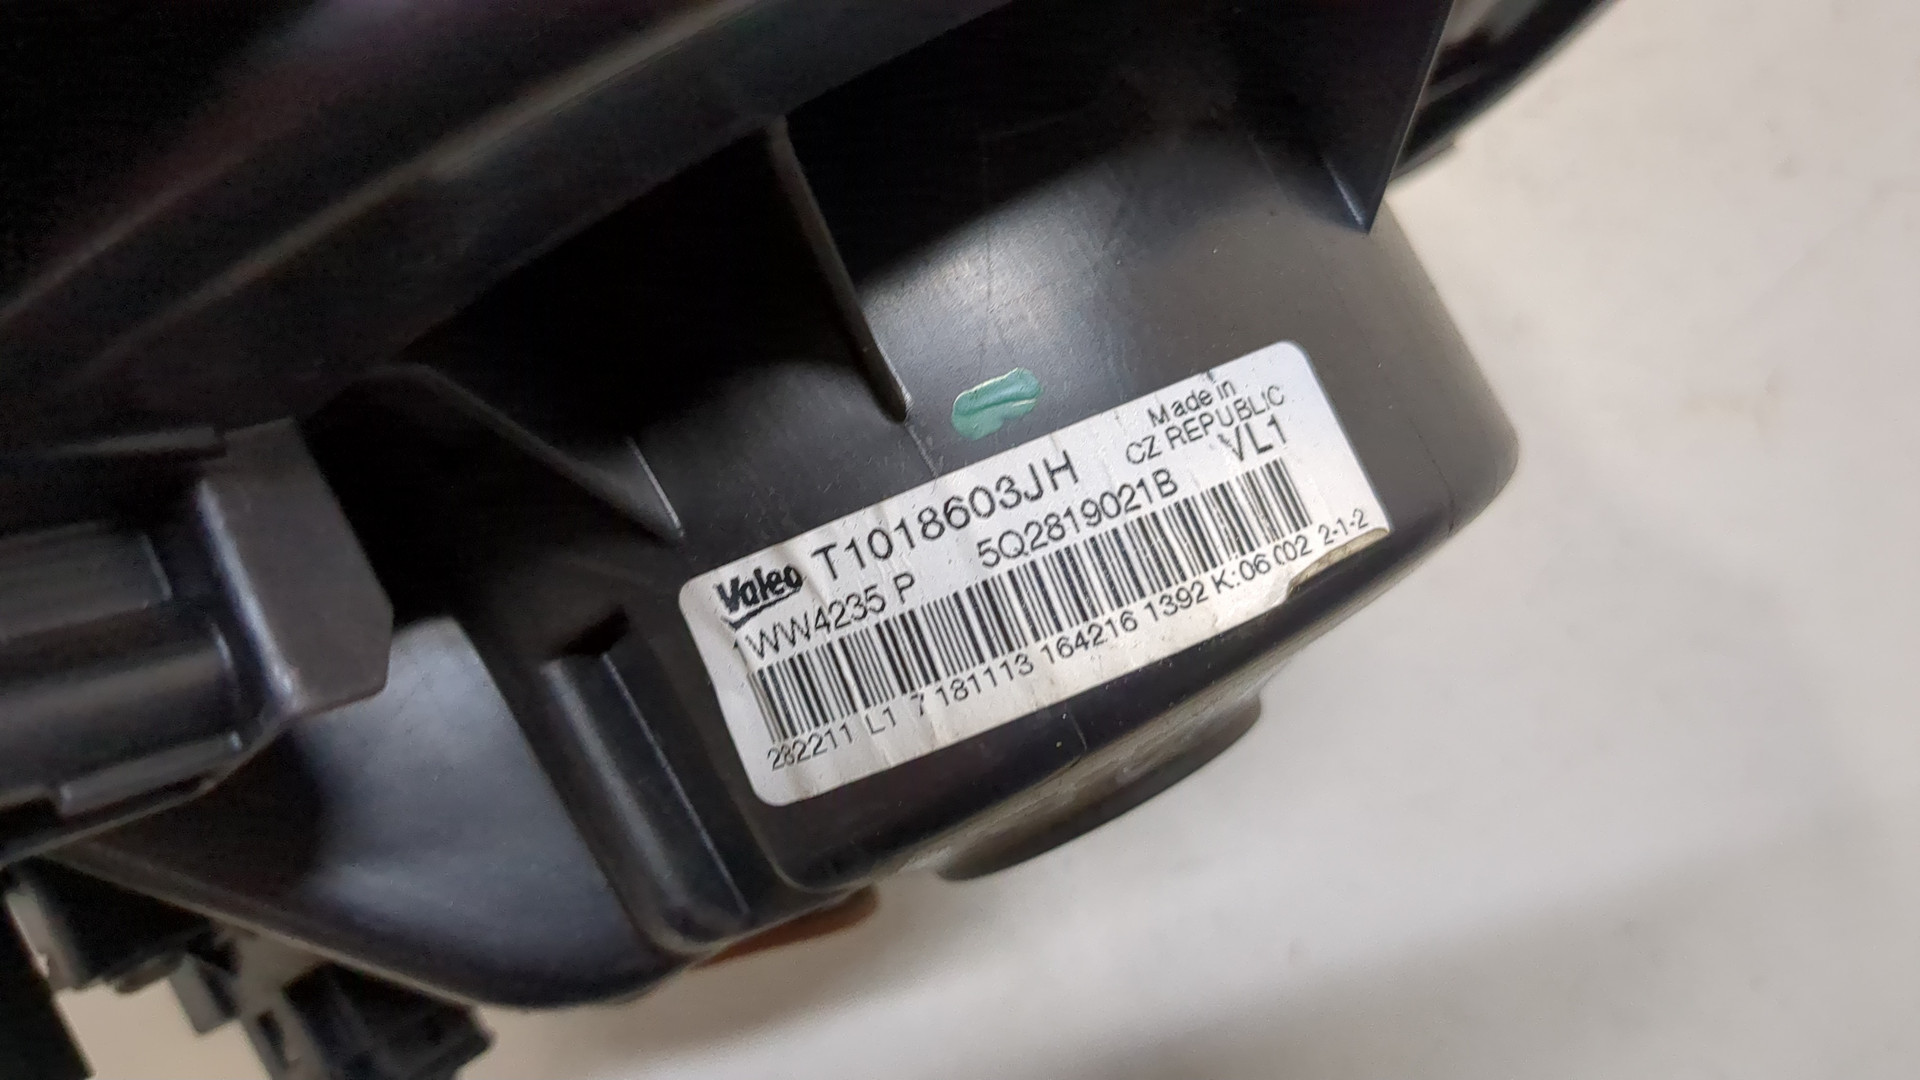 Made in
CZ REPUBLIC
Valeo T1018603JH VL1
1WW4235 P 5Q2819021B
282211 L1 7 181113 164216 1392 K:06 002 2-1-2